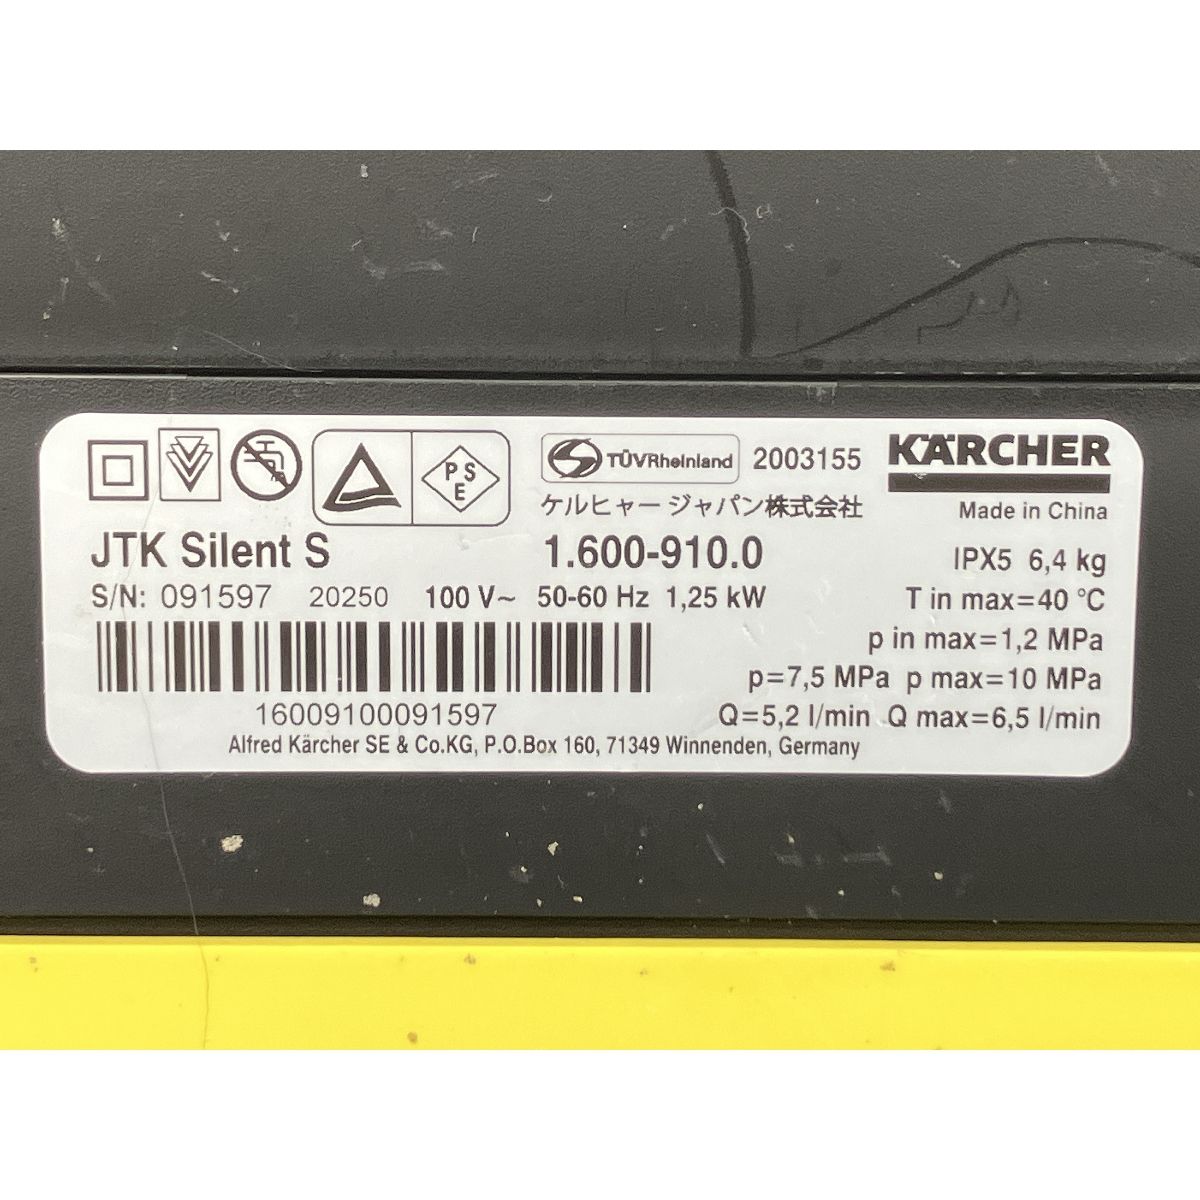 PSE TÜVRheinland 2003155 KÄRCHER
ケルヒャー ジャパン株式会社 Made in China
JTK Silent S 1.600-910.0 IPX5 6,4 kg
S/N: 091597 20250 100 V~ 50-60 Hz 1,25 kW T in max=40 °C
p in max=1,2 MPa
p=7,5 MPa p max=10 MPa
16009100091597 Q=5,2 l/min Q max=6,5 l/min
Alfred Kärcher SE & Co.KG, P.O.Box 160, 71349 Winnenden, Germany